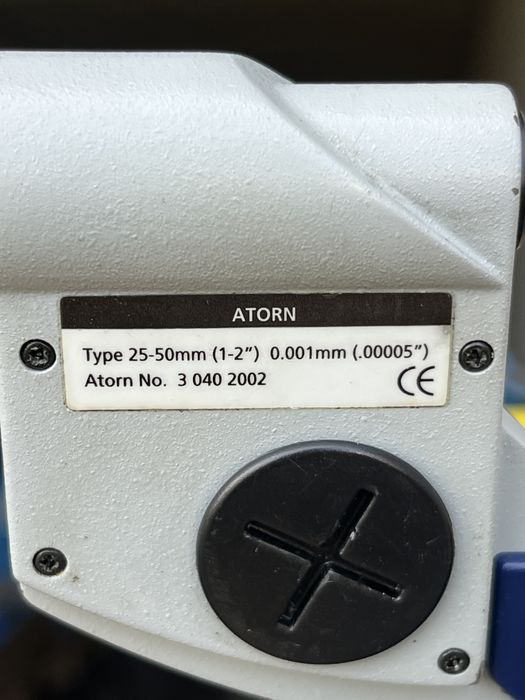 ATORN
Type 25-50mm (1-2”) 0.001mm (.00005”)
Atorn No. 3 040 2002
CE